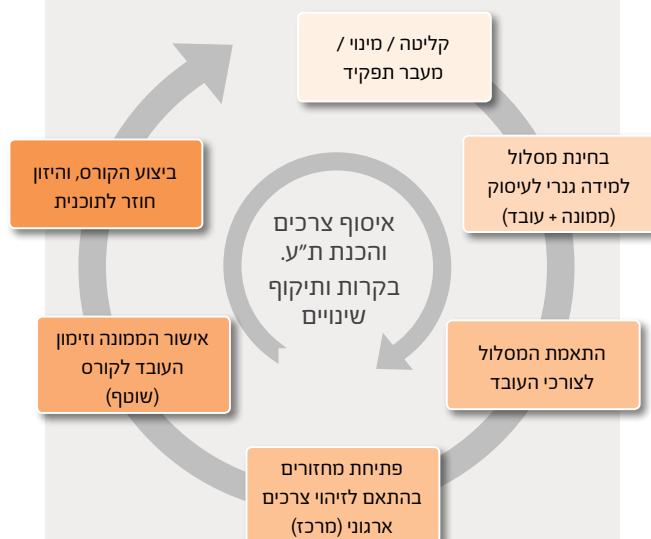 קליטה / מינוי /
מעבר תפקיד
בחינת מסלול
למידה גנרי לעיסוק
(ממונה + עובד)
התאמת המסלול
לצורכי העובד
פתיחת מחזורים
בהתאם לזיהוי צרכים
ארגוני (מרכז)
אישור הממונה וזימון
העובד לקורס
(שוטף)
ביצוע הקורס, והיזון
חוזר לתוכנית
איסוף צרכים
והכנת ת״ע.
בקרות ותיקוף
שינויים